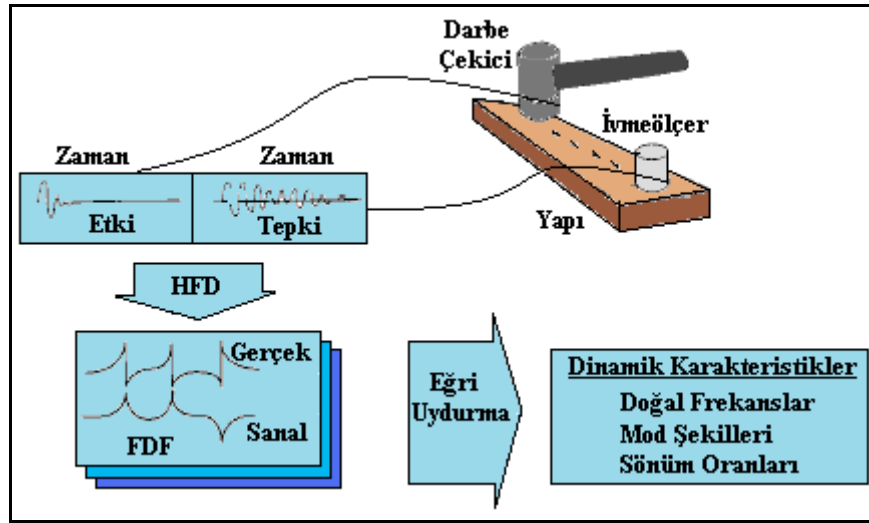 Darbe
Çekici
İvmeölçer
Zaman
Zaman
Etki
Tepki
Yapı
HFD
Gerçek
Sanal
FDF
Eğri
Uydurma
Dinamik Karakteristikler
Doğal Frekanslar
Mod Şekilleri
Sönüm Oranları